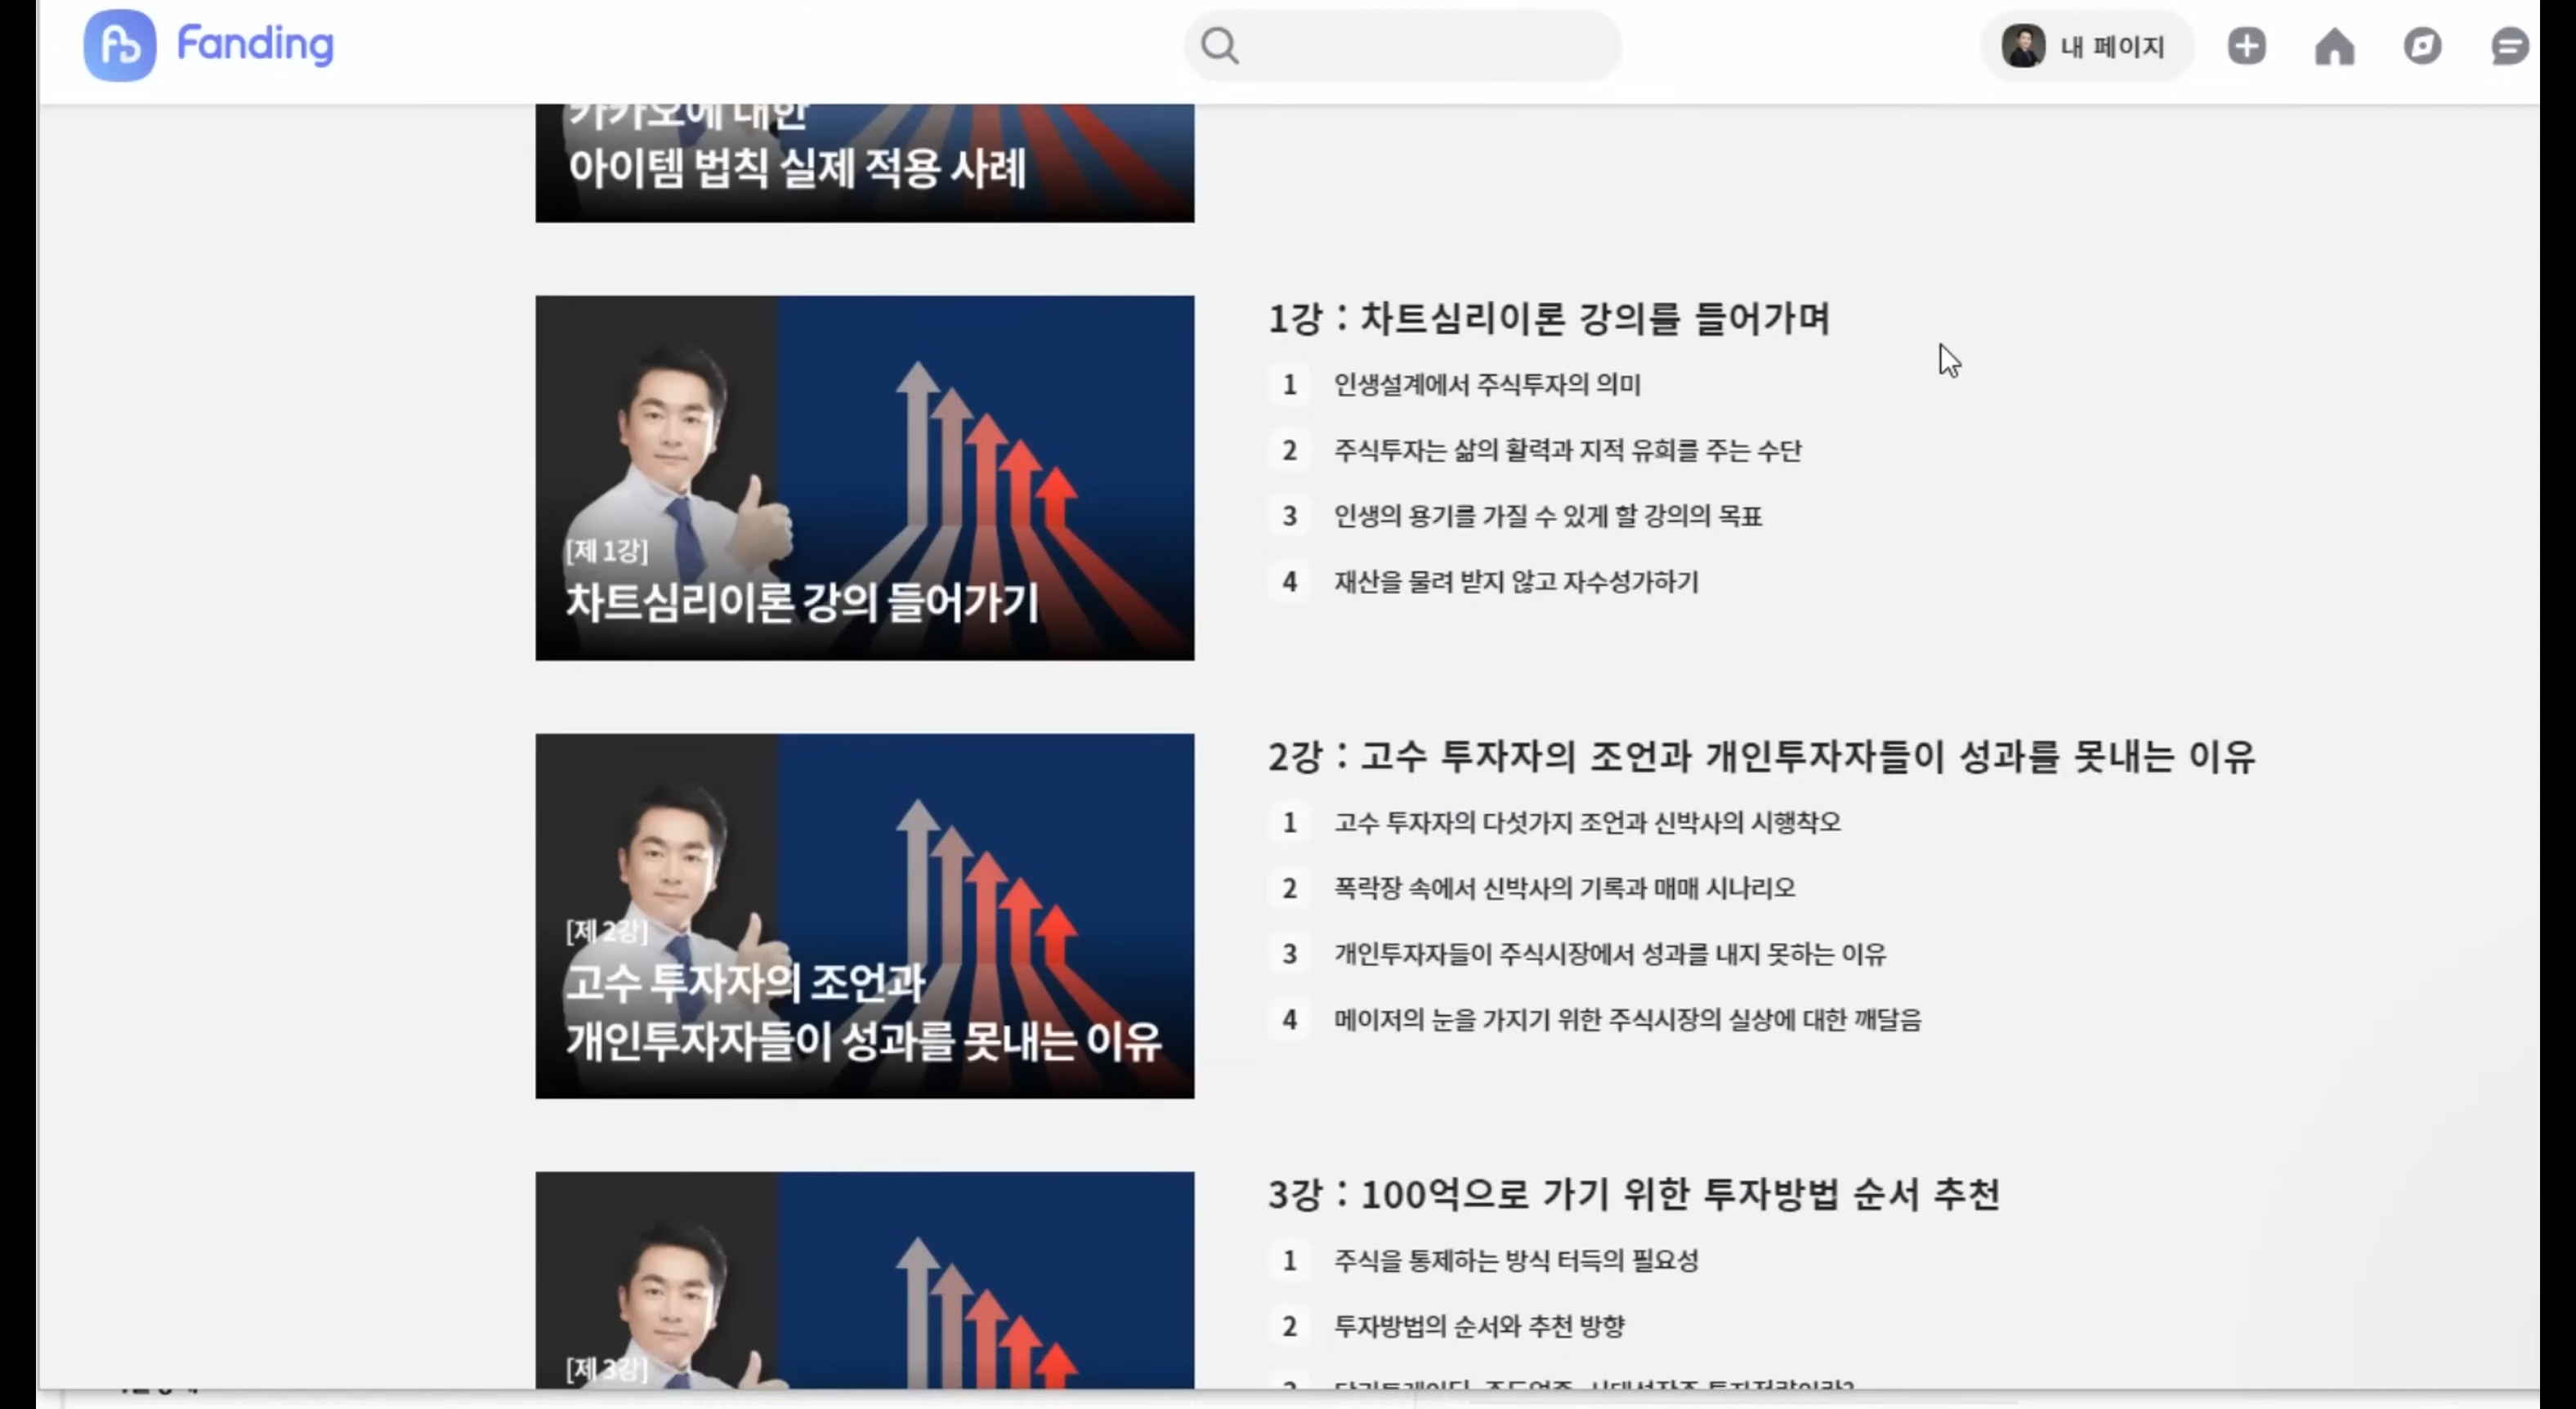 Fanding
내 페이지
카카오에 대한
아이템 법칙 실제 적용 사례
[제 1강]
차트심리이론 강의 들어가기
1강 : 차트심리이론 강의를 들어가며
1 인생설계에서 주식투자의 의미
2 주식투자는 삶의 활력과 지적 유희를 주는 수단
3 인생의 용기를 가질 수 있게 할 강의의 목표
4 재산을 물려 받지 않고 자수성가하기
[제 2강]
고수 투자자의 조언과
개인투자자들이 성과를 못내는 이유
2강 : 고수 투자자의 조언과 개인투자자들이 성과를 못내는 이유
1 고수 투자자의 다섯가지 조언과 신박사의 시행착오
2 폭락장 속에서 신박사의 기록과 매매 시나리오
3 개인투자자들이 주식시장에서 성과를 내지 못하는 이유
4 메이저의 눈을 가지기 위한 주식시장의 실상에 대한 깨달음
[제 3강]
3강 : 100억으로 가기 위한 투자방법 순서 추천
1 주식을 통제하는 방식 터득의 필요성
2 투자방법의 순서와 추천 방향